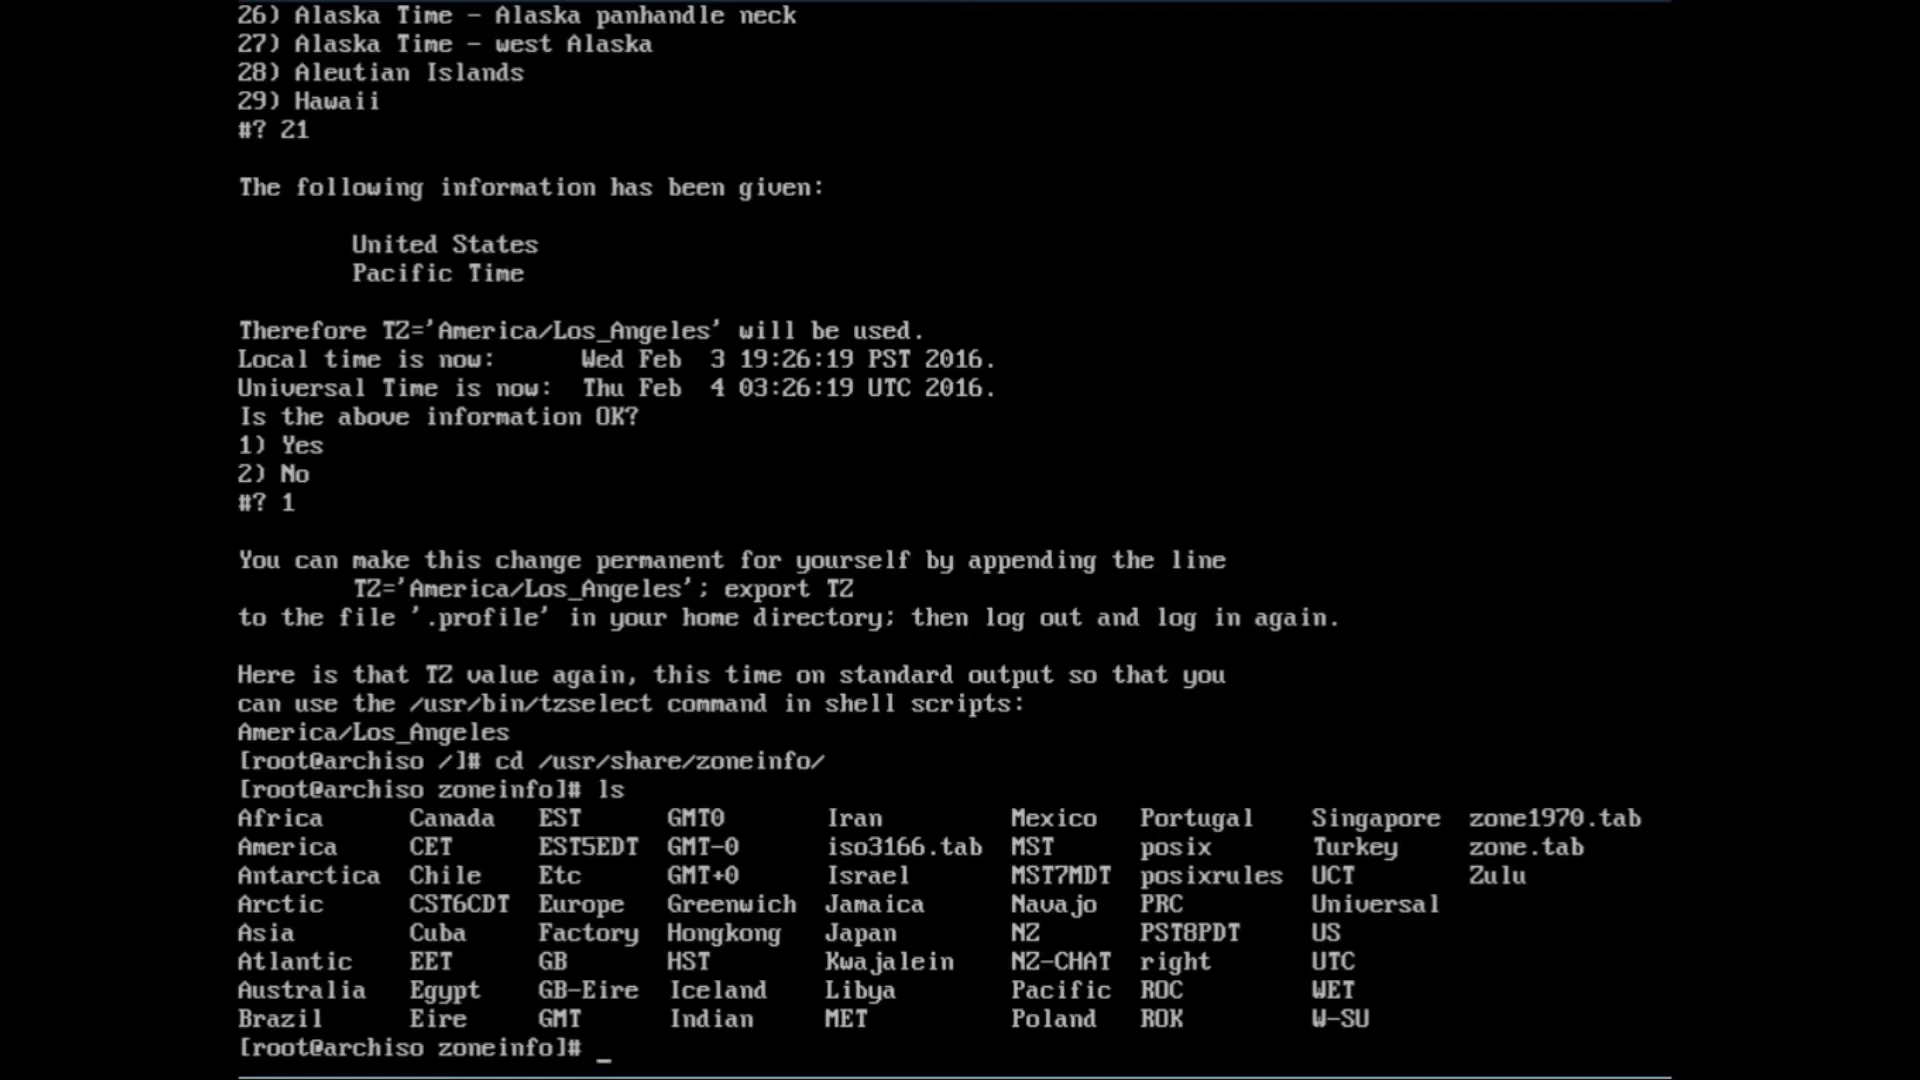 26) Alaska Time - Alaska panhandle neck
27) Alaska Time - west Alaska
28) Aleutian Islands
29) Hawaii
#? 21
The following information has been given:
United States
Pacific Time
Therefore TZ='America/Los_Angeles' will be used.
Local time is now:      Wed Feb  3 19:26:19 PST 2016.
Universal Time is now:  Thu Feb  4 03:26:19 UTC 2016.
Is the above information OK?
1) Yes
2) No
#? 1
You can make this change permanent for yourself by appending the line
TZ='America/Los_Angeles'; export TZ
to the file '.profile' in your home directory; then log out and log in again.
Here is that TZ value again, this time on standard output so that you
can use the /usr/bin/tzselect command in shell scripts:
America/Los_Angeles
[root@archiso /]# cd /usr/share/zoneinfo/
[root@archiso zoneinfo]# ls
Africa      Canada   EST      GMT0       Iran         Mexico   Portugal    Singapore  zone1970.tab
America     CET      EST5EDT  GMT-0      iso3166.tab  MST      posix       Turkey     zone.tab
Antarctica  Chile    Etc      GMT+0      Israel       MST7MDT  posixrules  UCT        Zulu
Arctic      CST6CDT  Europe   Greenwich  Jamaica      Navajo   PRC         Universal
Asia        Cuba     Factory  Hongkong   Japan        NZ       PST8PDT     US
Atlantic    EET      GB       HST        Kwajalein    NZ-CHAT  right       UTC
Australia   Egypt    GB-Eire  Iceland    Libya        Pacific  ROC         WET
Brazil      Eire     GMT      Indian     MET          Poland   ROK         W-SU
[root@archiso zoneinfo]# _